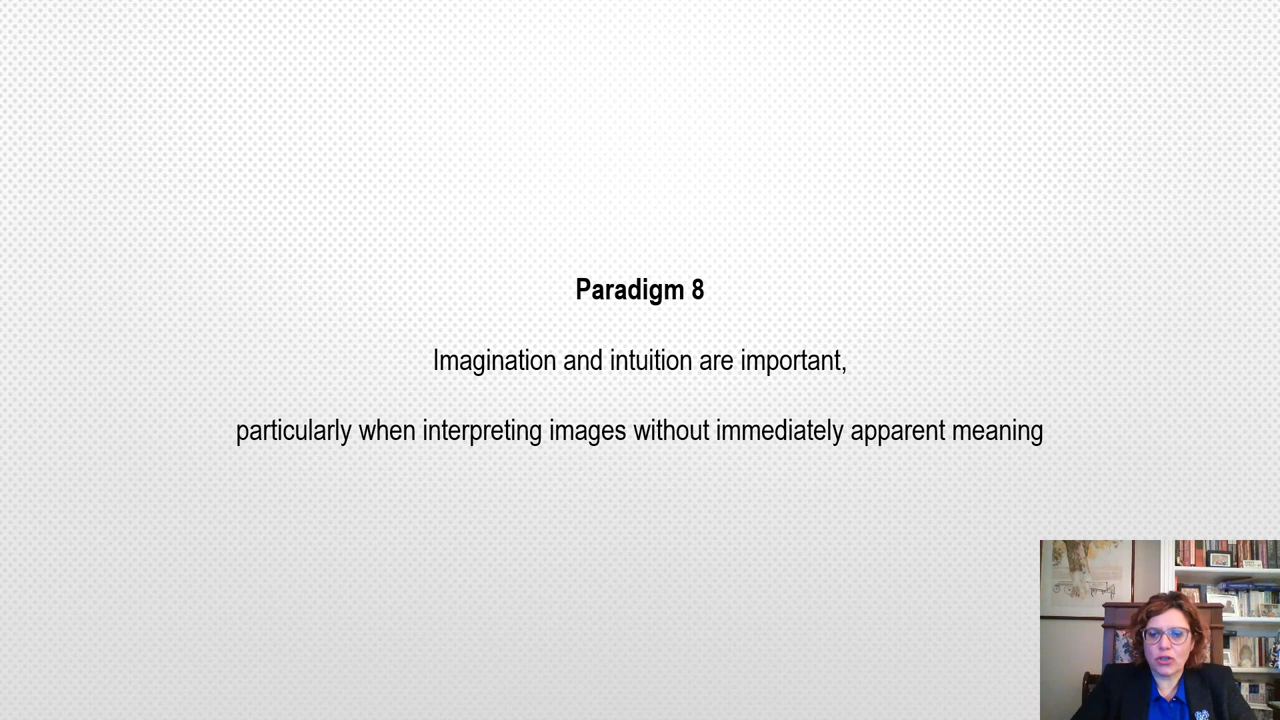 Paradigm 8
Imagination and intuition are important,
particularly when interpreting images without immediately apparent meaning